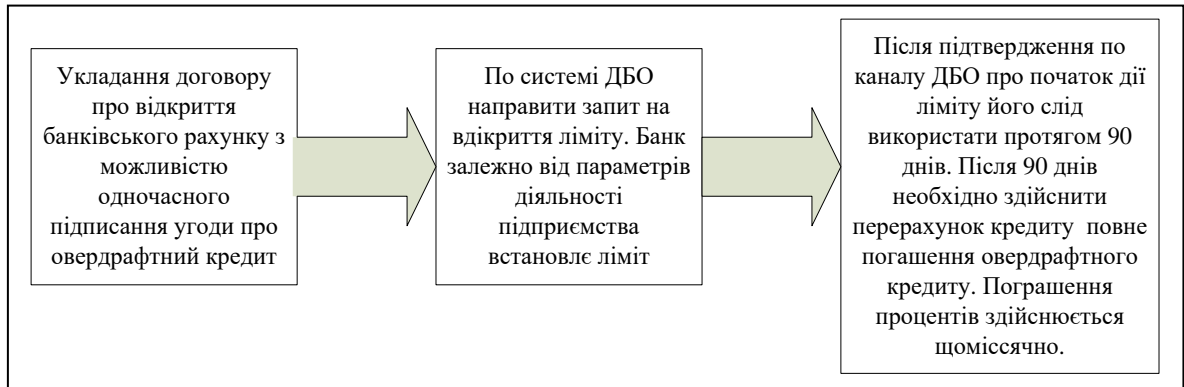 Укладання договору
про відкриття
банківського рахунку з
можливістю
одночасного
підписання угоди про
овердрафтний кредит
По системі ДБО
направити запит на
вдікриття ліміту. Банк
залежно від параметрів
діяльності
підприємства
встановлє ліміт
Після підтвердження по
каналу ДБО про початок дії
ліміту його слід
використати протягом 90
днів. Після 90 днів
необхідно здійснити
перерахунок кредиту повне
погашення овердрафтного
кредиту. Пограшення
процентів здійснюється
щоміссячно.